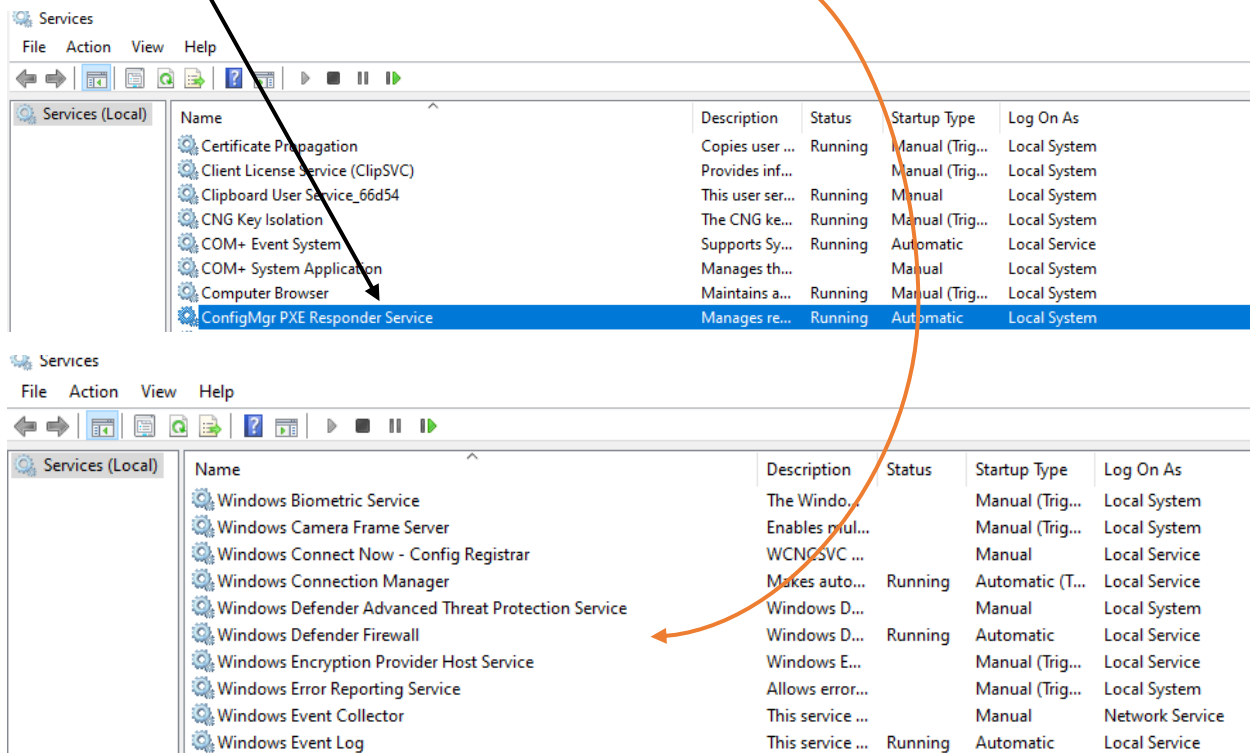 Services
File Action View Help
Services (Local)
Name Description Status Startup Type Log On As
Certificate Propagation Copies user ... Running Manual (Trig... Local System
Client License Service (ClipSVC) Provides inf... Manual (Trig... Local System
Clipboard User Service_66d54 This user ser... Running Manual Local System
CNG Key Isolation The CNG ke... Running Manual (Trig... Local System
COM+ Event System Supports Sy... Running Automatic Local Service
COM+ System Application Manages th... Manual Local System
Computer Browser Maintains a... Running Manual (Trig... Local System
ConfigMgr PXE Responder Service Manages re... Running Automatic Local System
Services
File Action View Help
Services (Local)
Name Description Status Startup Type Log On As
Windows Biometric Service The Windo... Manual (Trig... Local System
Windows Camera Frame Server Enables mul... Manual (Trig... Local System
Windows Connect Now - Config Registrar WCNCSVC ... Manual Local Service
Windows Connection Manager Makes auto... Running Automatic (T... Local Service
Windows Defender Advanced Threat Protection Service Windows D... Manual Local System
Windows Defender Firewall Windows D... Running Automatic Local Service
Windows Encryption Provider Host Service Windows E... Manual (Trig... Local Service
Windows Error Reporting Service Allows error... Manual (Trig... Local System
Windows Event Collector This service ... Manual Network Service
Windows Event Log This service ... Running Automatic Local Service